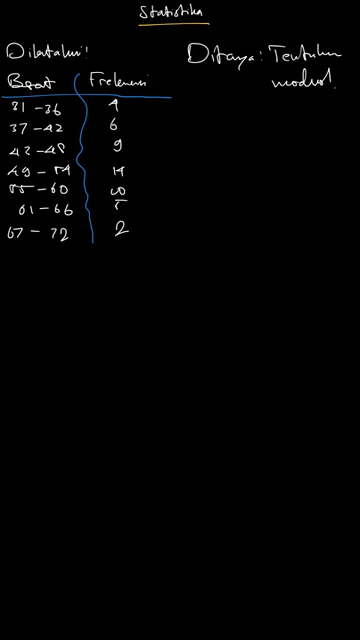 Statistika
Diketahui!
Ditanya: Tentukan modus!
Berat Frekuensi
31 - 36 4
37 - 42 6
43 - 48 9
49 - 54 14
55 - 60 10
61 - 66 5
67 - 72 2